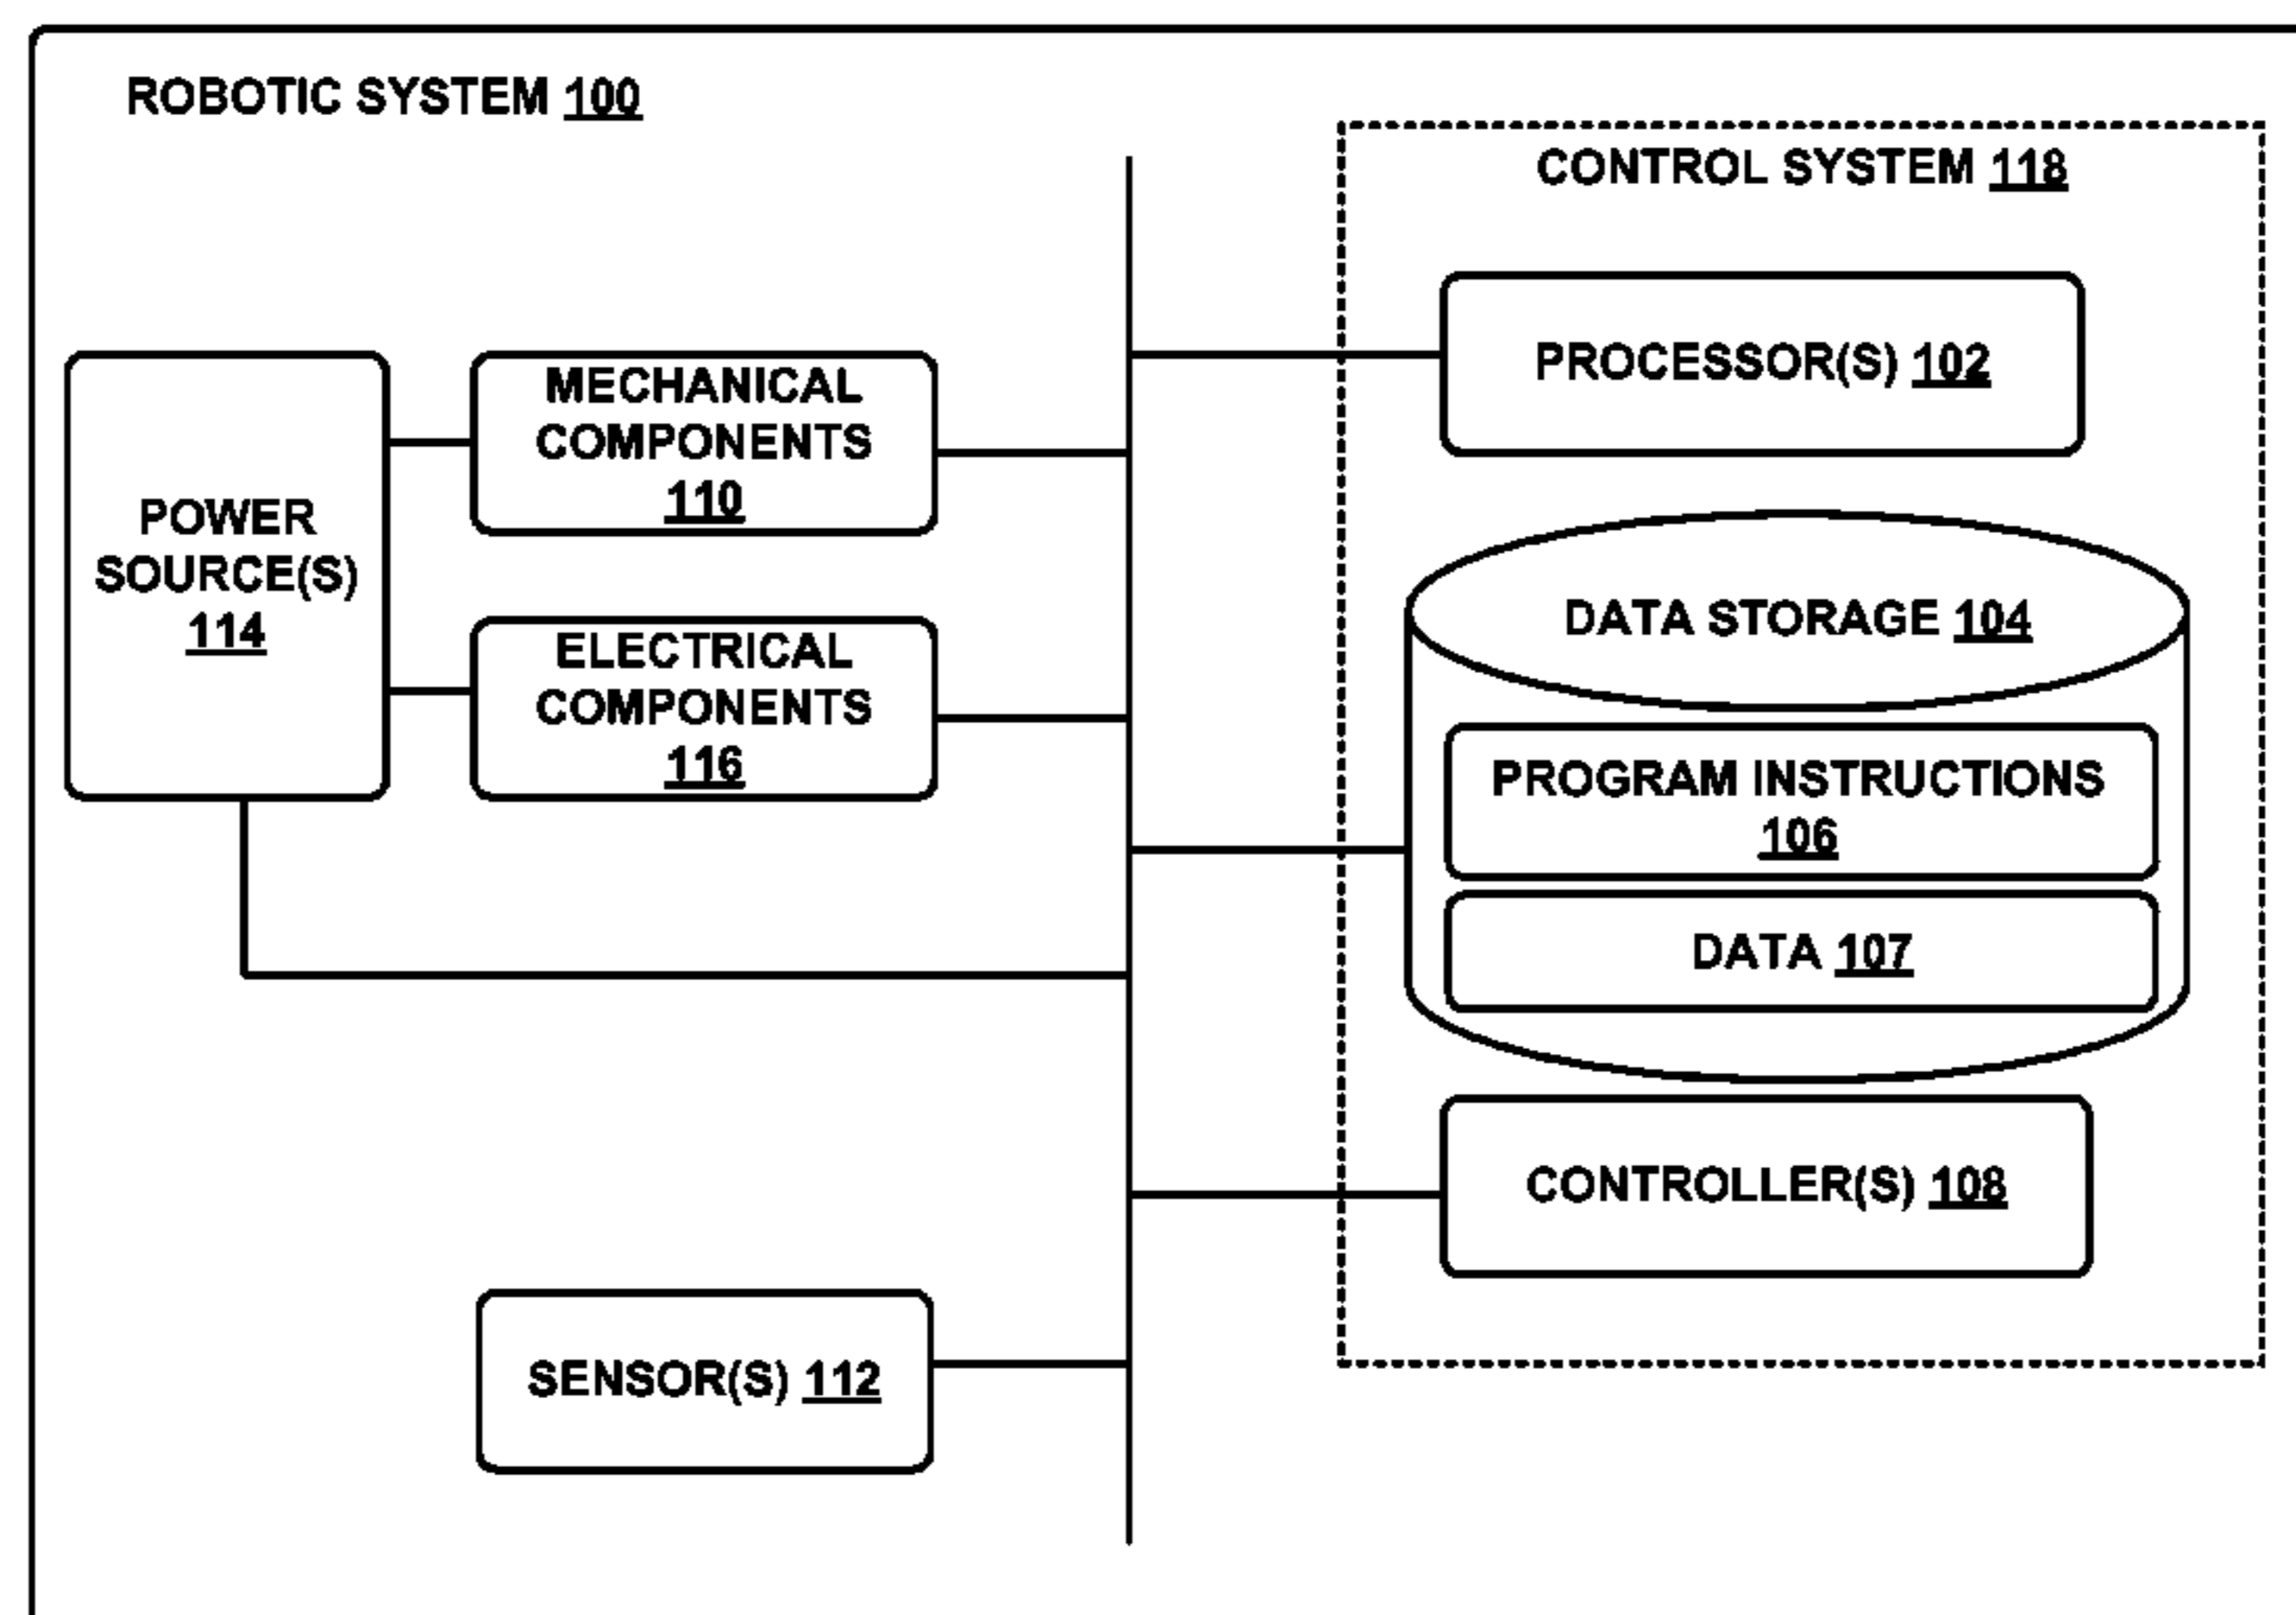 ROBOTIC SYSTEM 100
CONTROL SYSTEM 118
PROCESSOR(S) 102
MECHANICAL
COMPONENTS
110
POWER
SOURCE(S)
114
ELECTRICAL
COMPONENTS
116
DATA STORAGE 104
PROGRAM INSTRUCTIONS
106
DATA 107
CONTROLLER(S) 108
SENSOR(S) 112